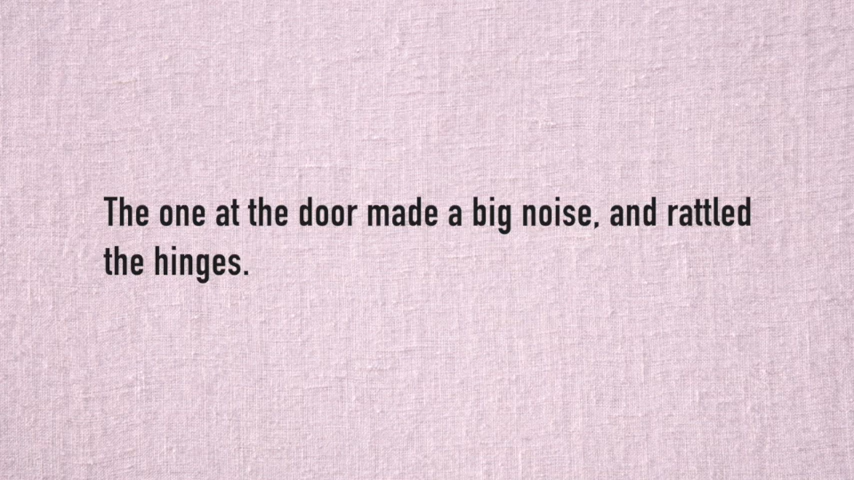 The one at the door made a big noise, and rattled
the hinges.